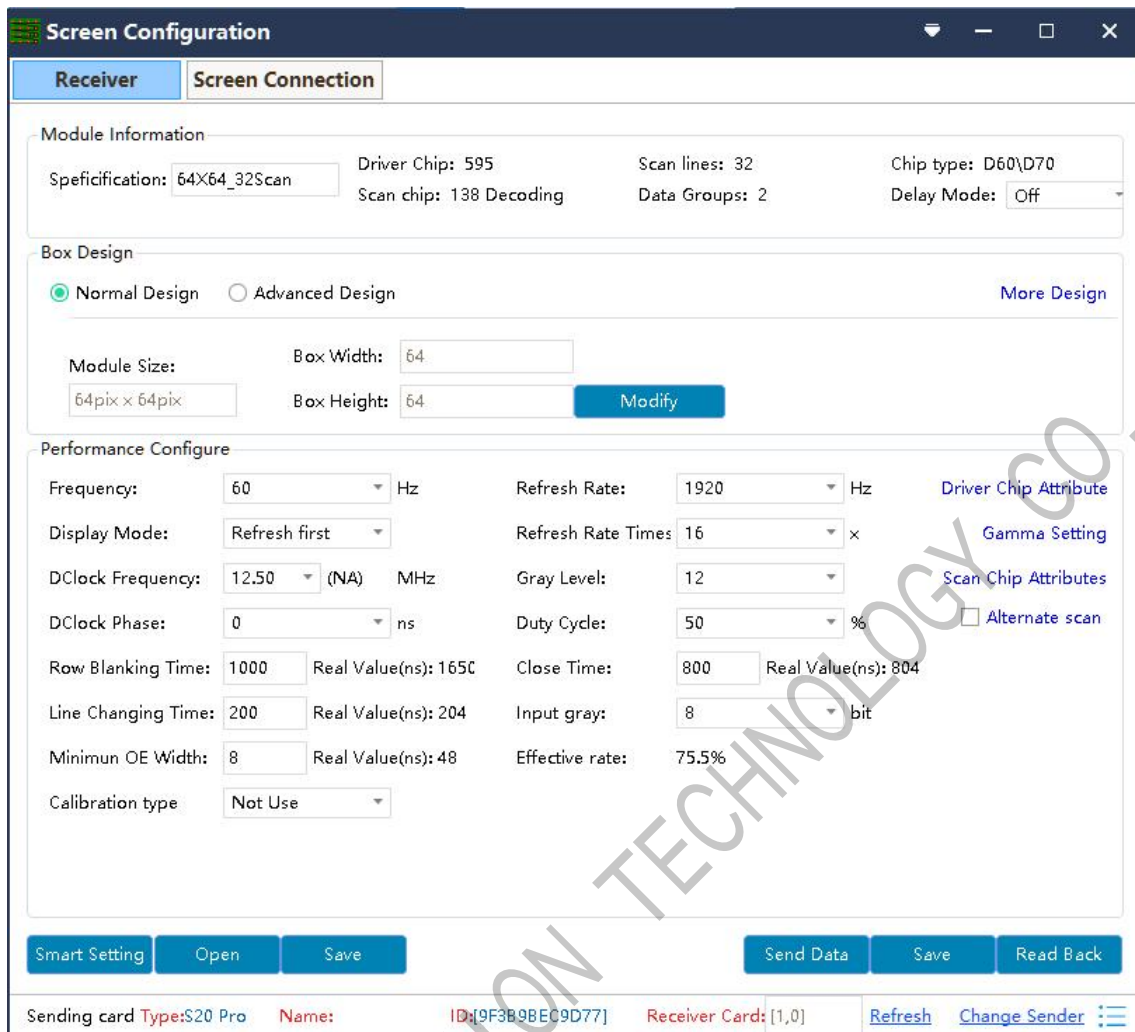 Screen Configuration
Receiver Screen Connection
Module Information
Speficification: 64X64_32Scan Driver Chip: 595 Scan lines: 32 Chip type: D60\D70
Scan chip: 138 Decoding Data Groups: 2 Delay Mode: Off
Box Design
Normal Design Advanced Design More Design
Module Size: Box Width: 64
64pix x 64pix Box Height: 64 Modify
Performance Configure
Frequency: 60 Hz Refresh Rate: 1920 Hz Driver Chip Attribute
Display Mode: Refresh first Refresh Rate Times 16 x Gamma Setting
DClock Frequency: 12.50 (NA) MHz Gray Level: 12 Scan Chip Attributes
DClock Phase: 0 ns Duty Cycle: 50 % Alternate scan
Row Blanking Time: 1000 Real Value(ns): 1650 Close Time: 800 Real Value(ns): 804
Line Changing Time: 200 Real Value(ns): 204 Input gray: 8 bit
Minimun OE Width: 8 Real Value(ns): 48 Effective rate: 75.5%
Calibration type Not Use
Smart Setting Open Save Send Data Save Read Back
Sending card Type:S20 Pro Name: ID:[9F3B9BEC9D77] Receiver Card: [1,0] Refresh Change Sender
LON TECHNOLOGY CO